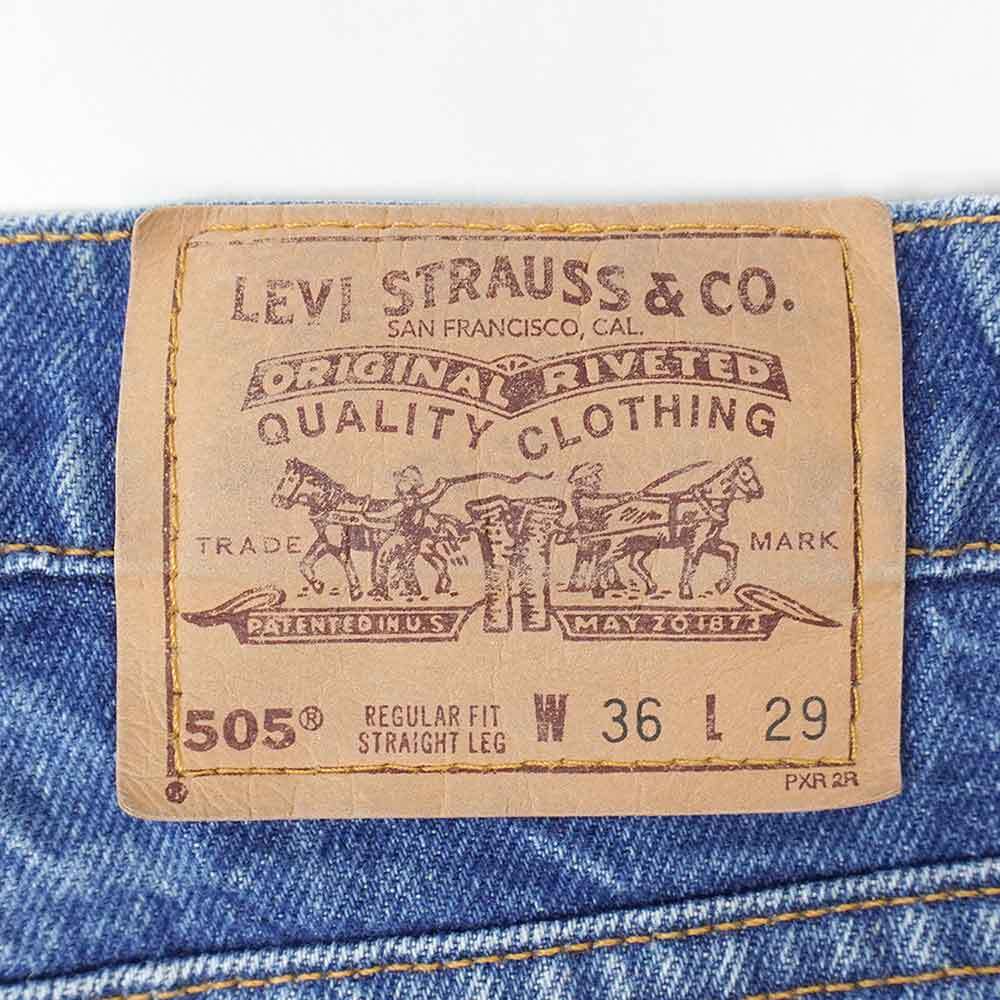 LEVI STRAUSS & CO.
SAN FRANCISCO, CAL.
ORIGINAL RIVETED
QUALITY CLOTHING
TRADE MARK
PATENTED IN U.S MAY 20 1873
505® REGULAR FIT W 36 L 29
STRAIGHT LEG
® PXR 2R